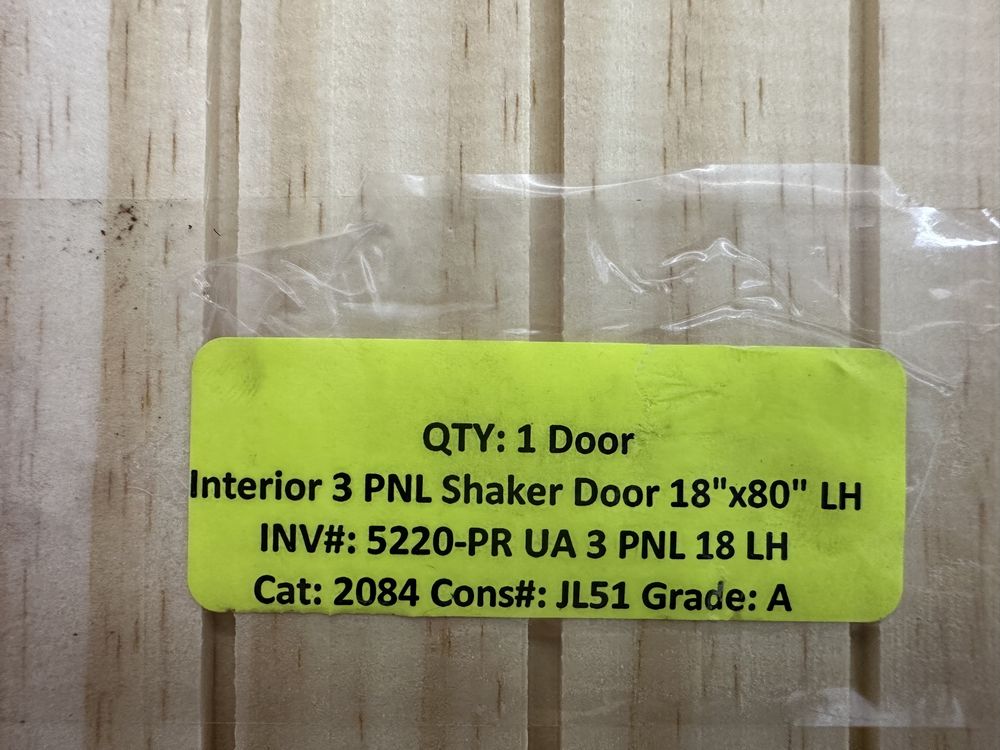 QTY: 1 Door
Interior 3 PNL Shaker Door 18"x80" LH
INV#: 5220-PR UA 3 PNL 18 LH
Cat: 2084 Cons#: JL51 Grade: A